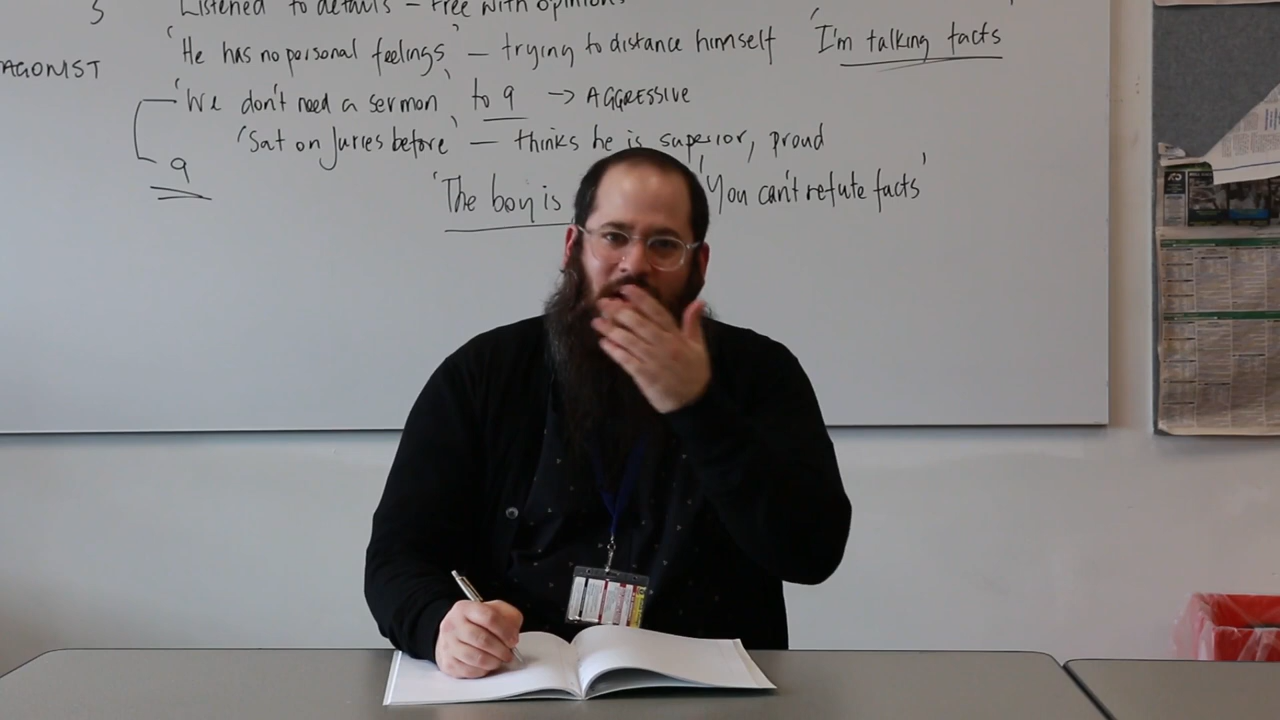 Listened to details – Free with opinions
'He has no personal feelings' – trying to distance himself 'I'm talking facts
AGONIST
'We don't need a sermon' to 9 → AGGRESSIVE
'Sat on Juries before' – thinks he is superior, proud
9
'The boy is 'You can't refute facts'